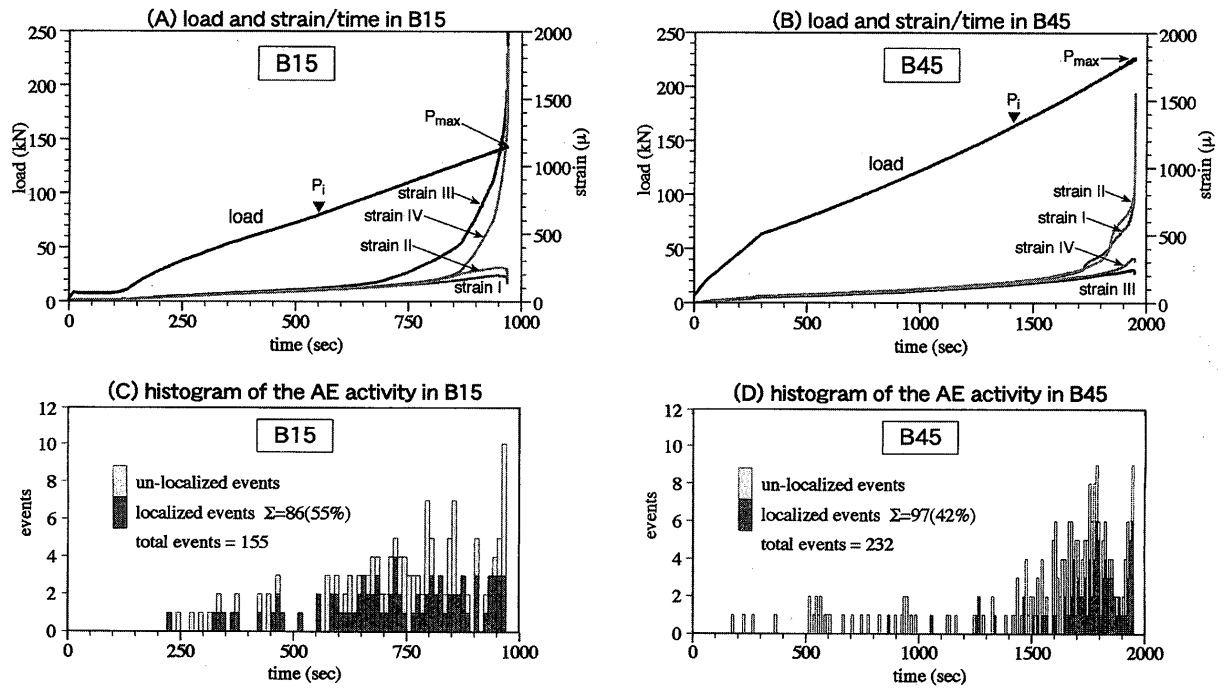 (A) load and strain/time in B15
250
200
150
100
50
0
load (kN)
B15
Pmax
Pi
load
strain III
strain IV
strain II
strain I
2000
1500
1000
500
0
strain (μ)
0 250 500 750 1000
time (sec)
(B) load and strain/time in B45
250
200
150
100
50
0
load (kN)
B45
Pmax
Pi
load
strain II
strain I
strain IV
strain III
2000
1500
1000
500
0
strain (μ)
0 500 1000 1500 2000
time (sec)
(C) histogram of the AE activity in B15
12
10
8
6
4
2
0
events
B15
un-localized events
localized events Σ=86(55%)
total events = 155
0 250 500 750 1000
time (sec)
(D) histogram of the AE activity in B45
12
10
8
6
4
2
0
events
B45
un-localized events
localized events Σ=97(42%)
total events = 232
0 500 1000 1500 2000
time (sec)